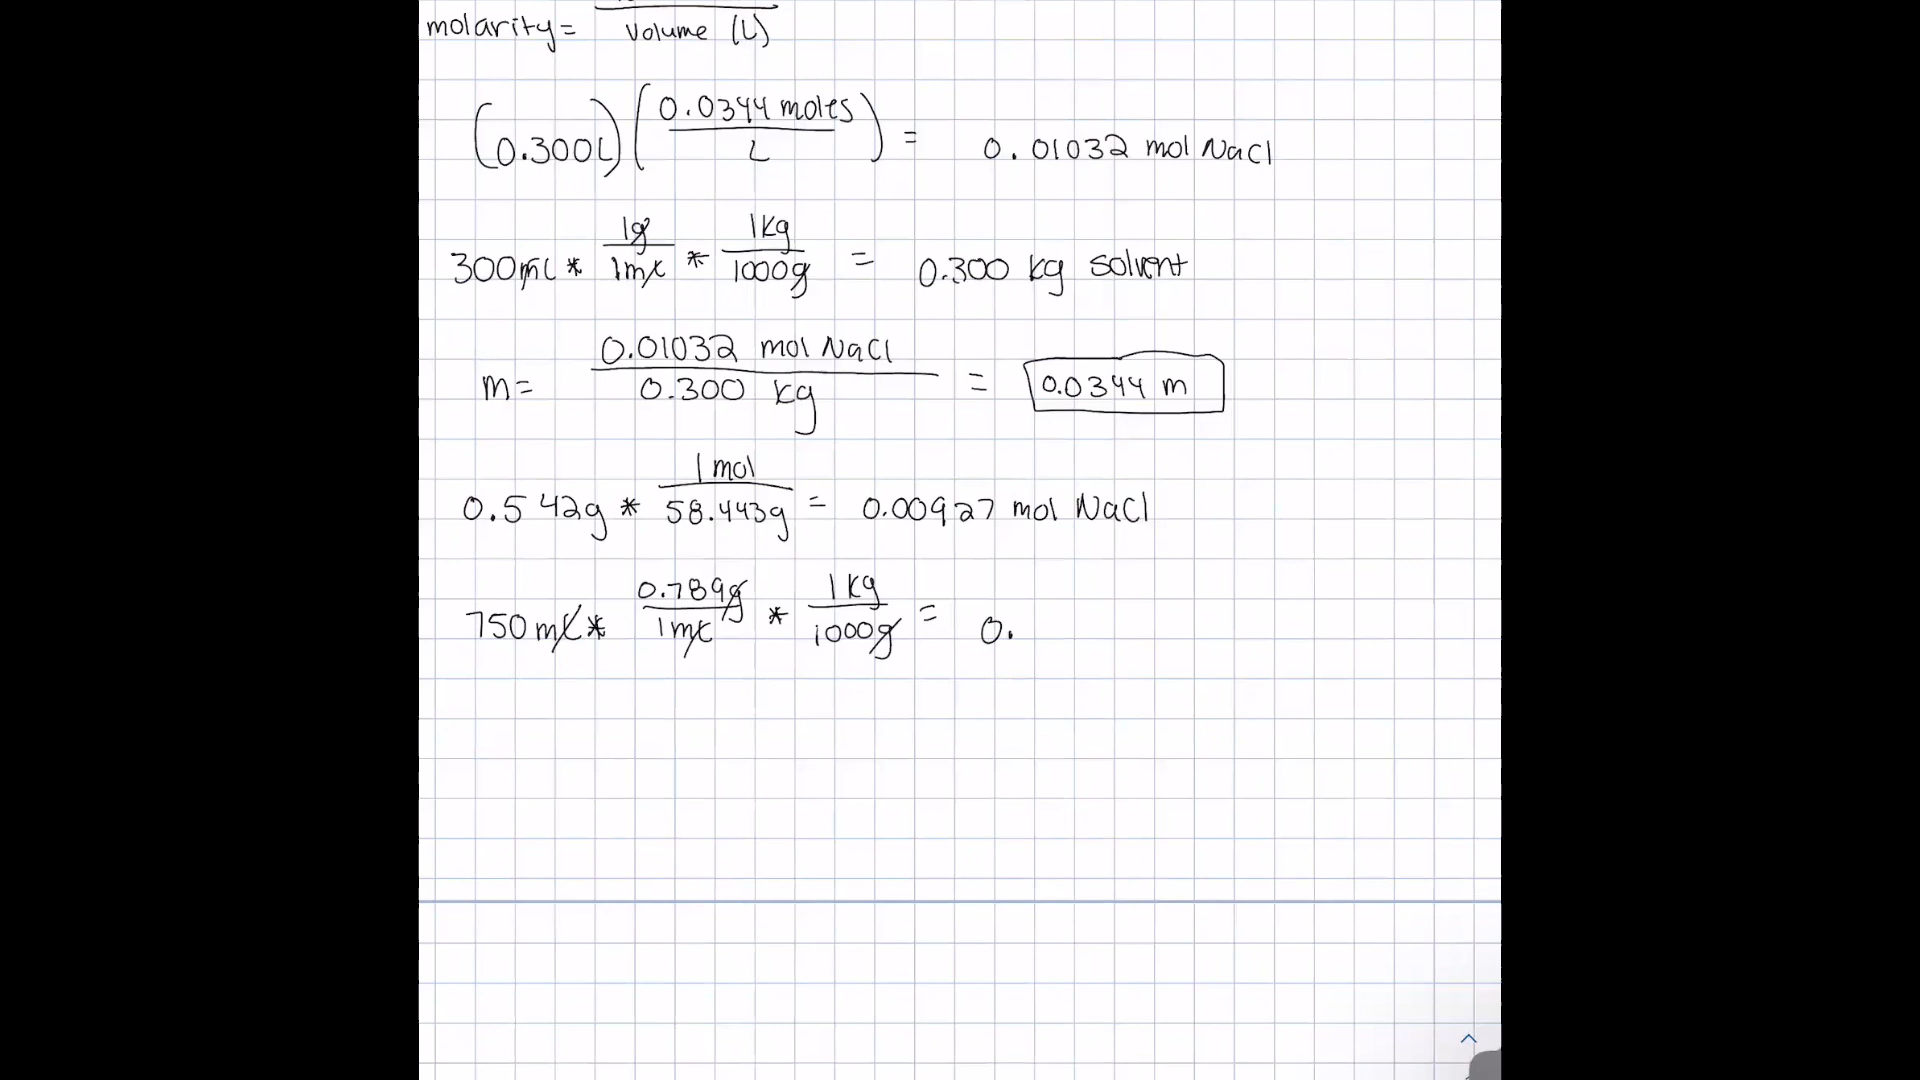 molarity = volume (L)
(0.300L) (0.0344 moles / L) = 0.01032 mol NaCl
300mL * 1g / 1mL * 1kg / 1000g = 0.300 kg solvent
m = 0.01032 mol NaCl / 0.300 kg = 0.0344 m
0.542g * 1 mol / 58.443g = 0.00927 mol NaCl
750mL * 0.789g / 1mL * 1kg / 1000g = 0.